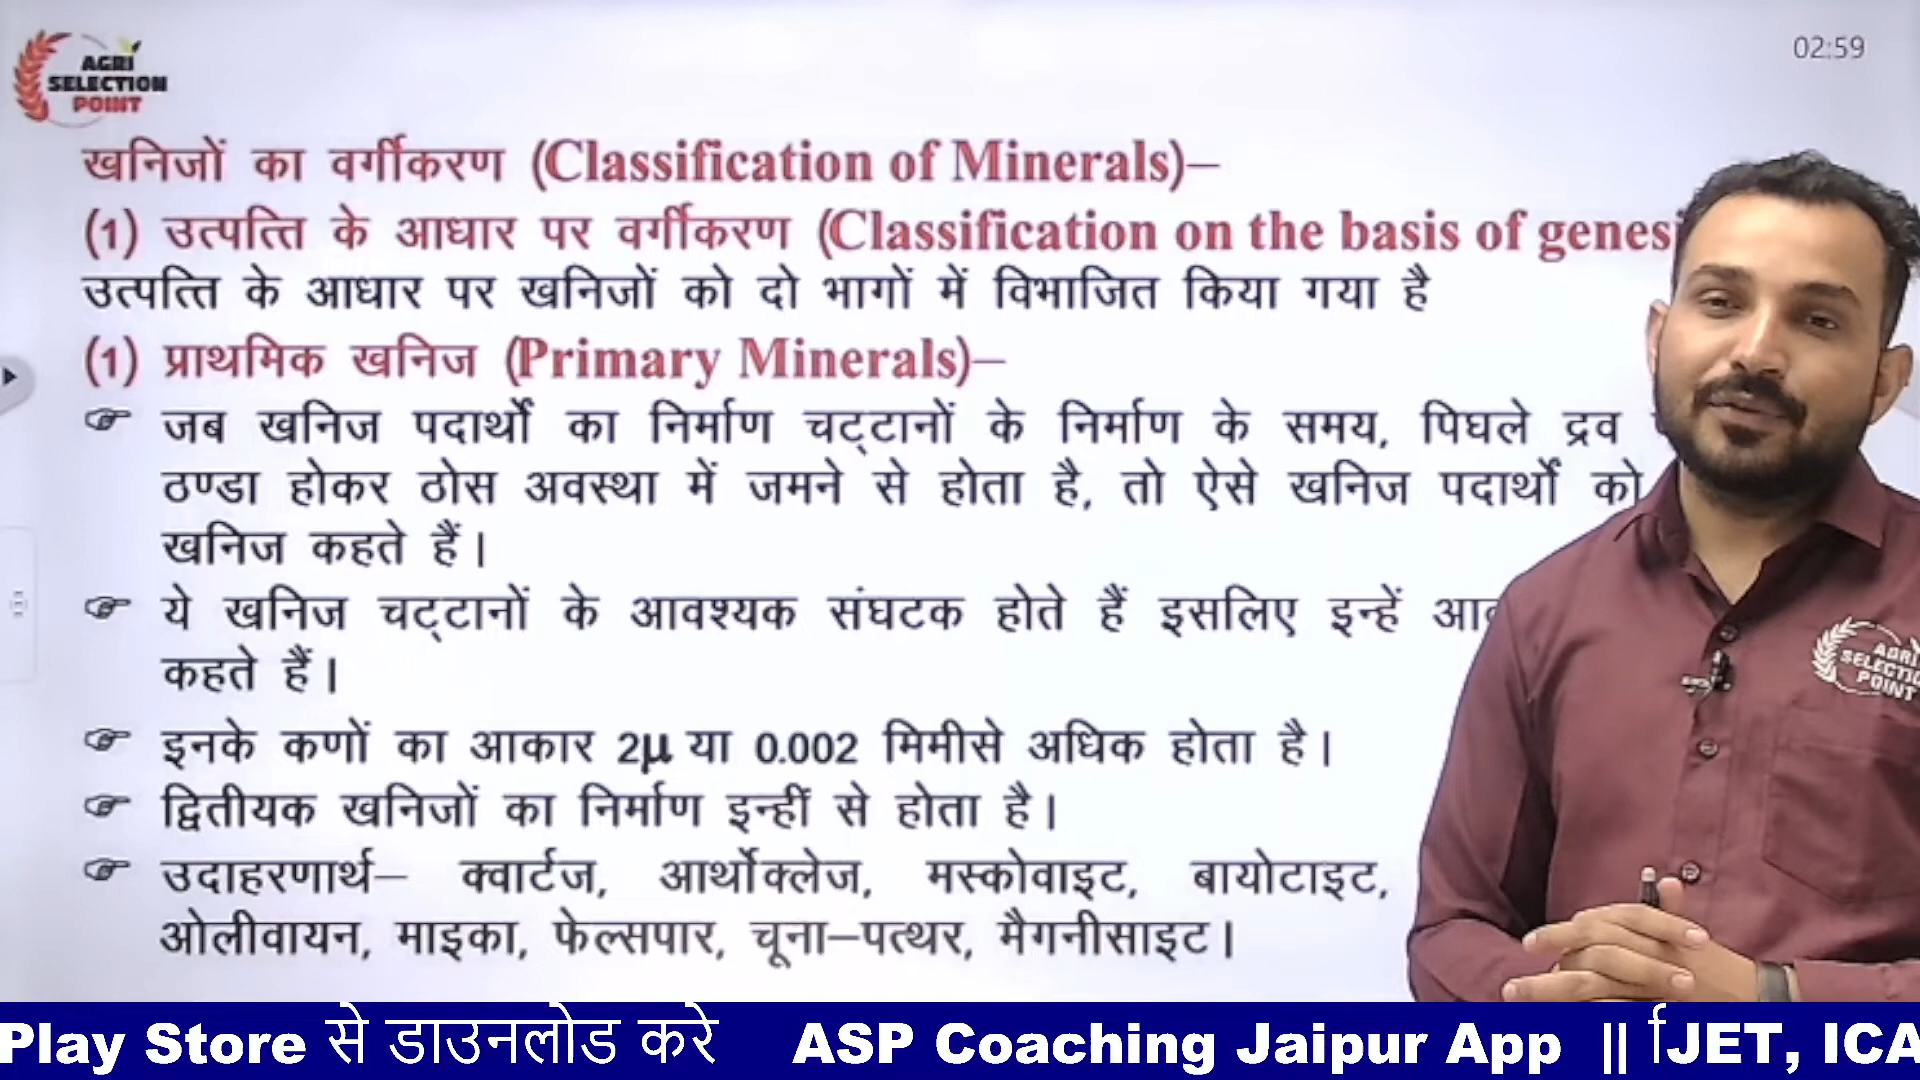 AGRI
SELECTION
POINT
02:59
खनिजों का वर्गीकरण (Classification of Minerals)–
(1) उत्पत्ति के आधार पर वर्गीकरण (Classification on the basis of
उत्पत्ति के आधार पर खनिजों को दो भागों में विभाजित किया गया है
(1) प्राथमिक खनिज (Primary Minerals)–
☞ जब खनिज पदार्थों का निर्माण चट्टानों के निर्माण के समय, पिघले द्रव
ठण्डा होकर ठोस अवस्था में जमने से होता है, तो ऐसे खनिज पदार्थों को
खनिज कहते हैं।
☞ ये खनिज चट्टानों के आवश्यक संघटक होते हैं इसलिए इन्हें
कहते हैं।
☞ इनके कणों का आकार 2μ या 0.002 मिमीसे अधिक होता है।
☞ द्वितीयक खनिजों का निर्माण इन्हीं से होता है।
☞ उदाहरणार्थ– क्वार्टज, आर्थोक्लेज, मस्कोवाइट, बायोटाइट,
ओलीवायन, माइका, फेल्सपार, चूना–पत्थर, मैगनीसाइट।
AGRI
SELECTION
POINT
Play Store से डाउनलोड करे ASP Coaching Jaipur App || JET,